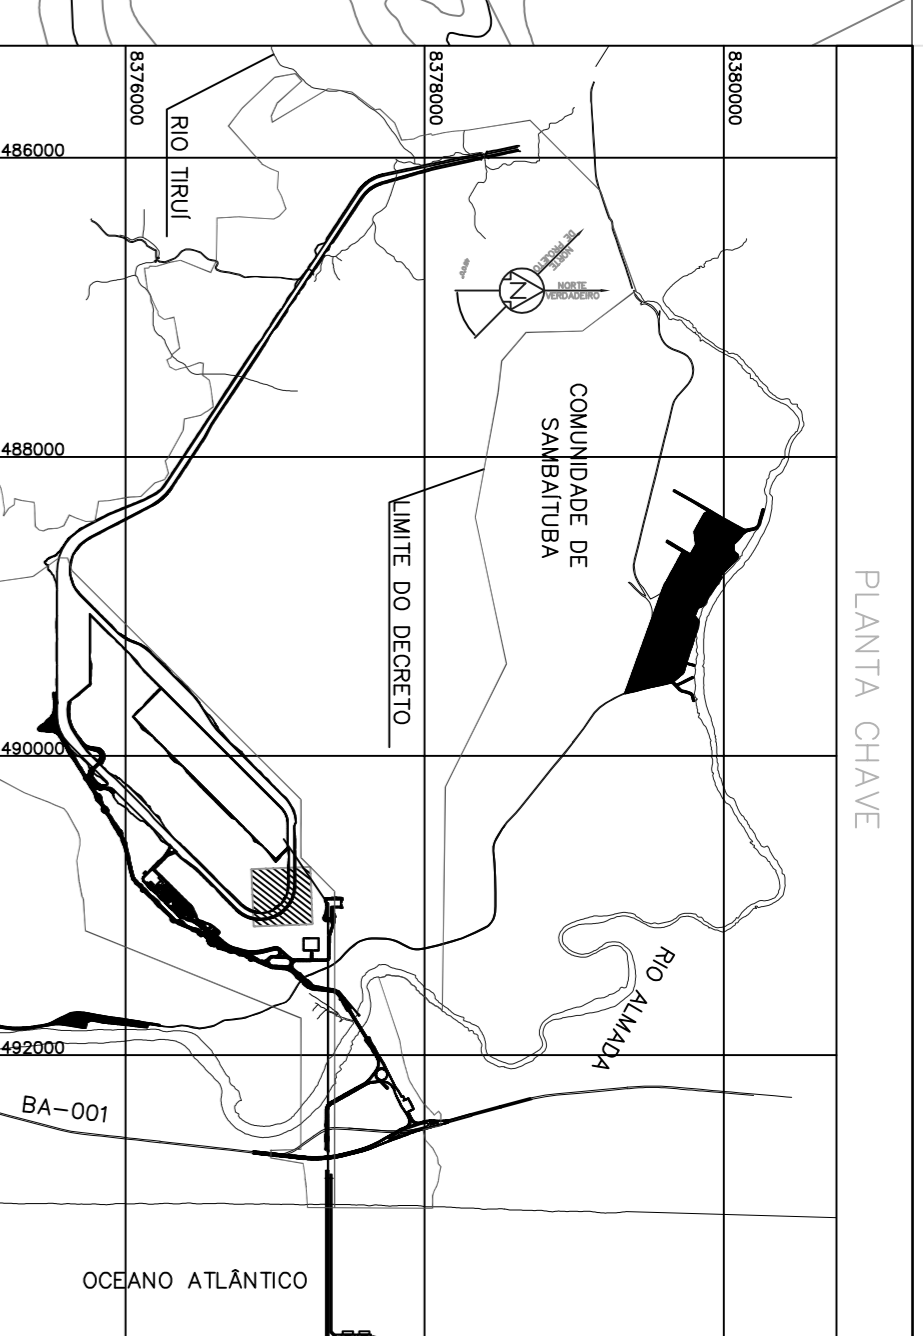 8376000
8378000
8380000
486000
RIO TIRUÍ
NORTE
DE PROJETO
NORTE
VERDADEIRO
COMUNIDADE DE
SAMBAÍTUBA
488000
LIMITE DO DECRETO
PLANTA CHAVE
490000
RIO ALMADA
492000
BA-001
OCEANO ATLÂNTICO